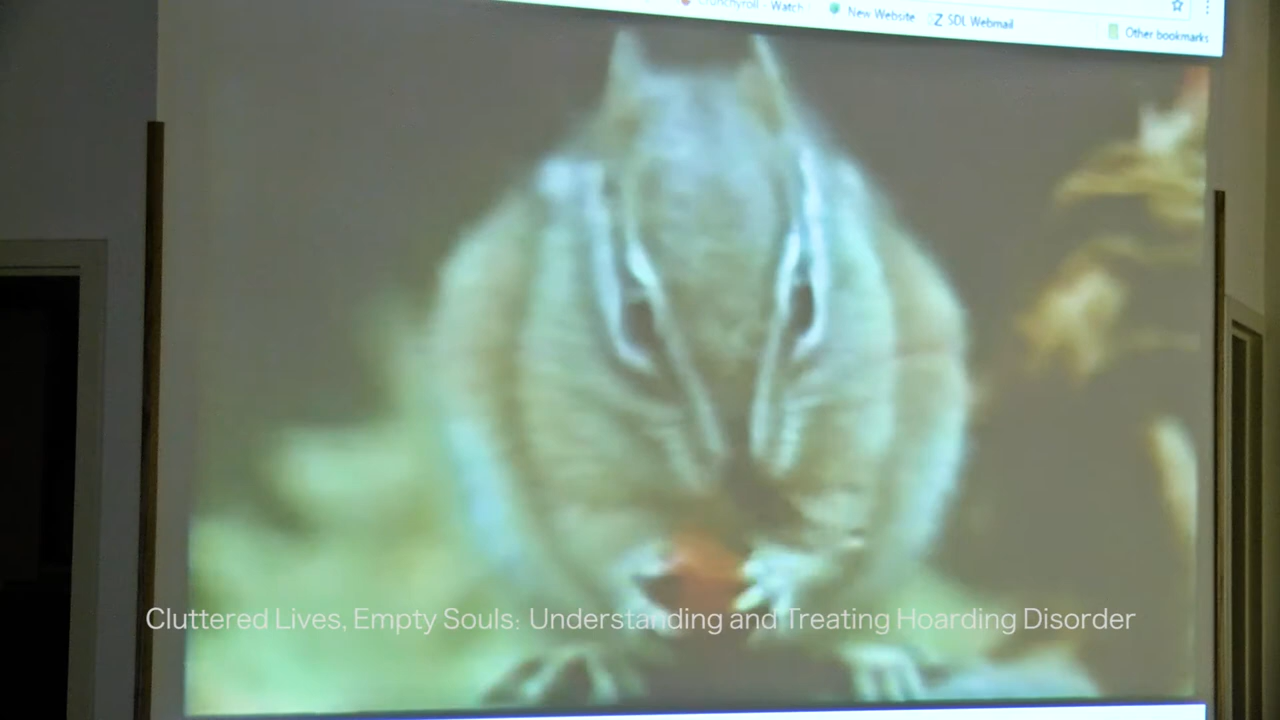 Crunchyroll - Watch
New Website
SDL Webmail
Other bookmarks
Cluttered Lives, Empty Souls: Understanding and Treating Hoarding Disorder